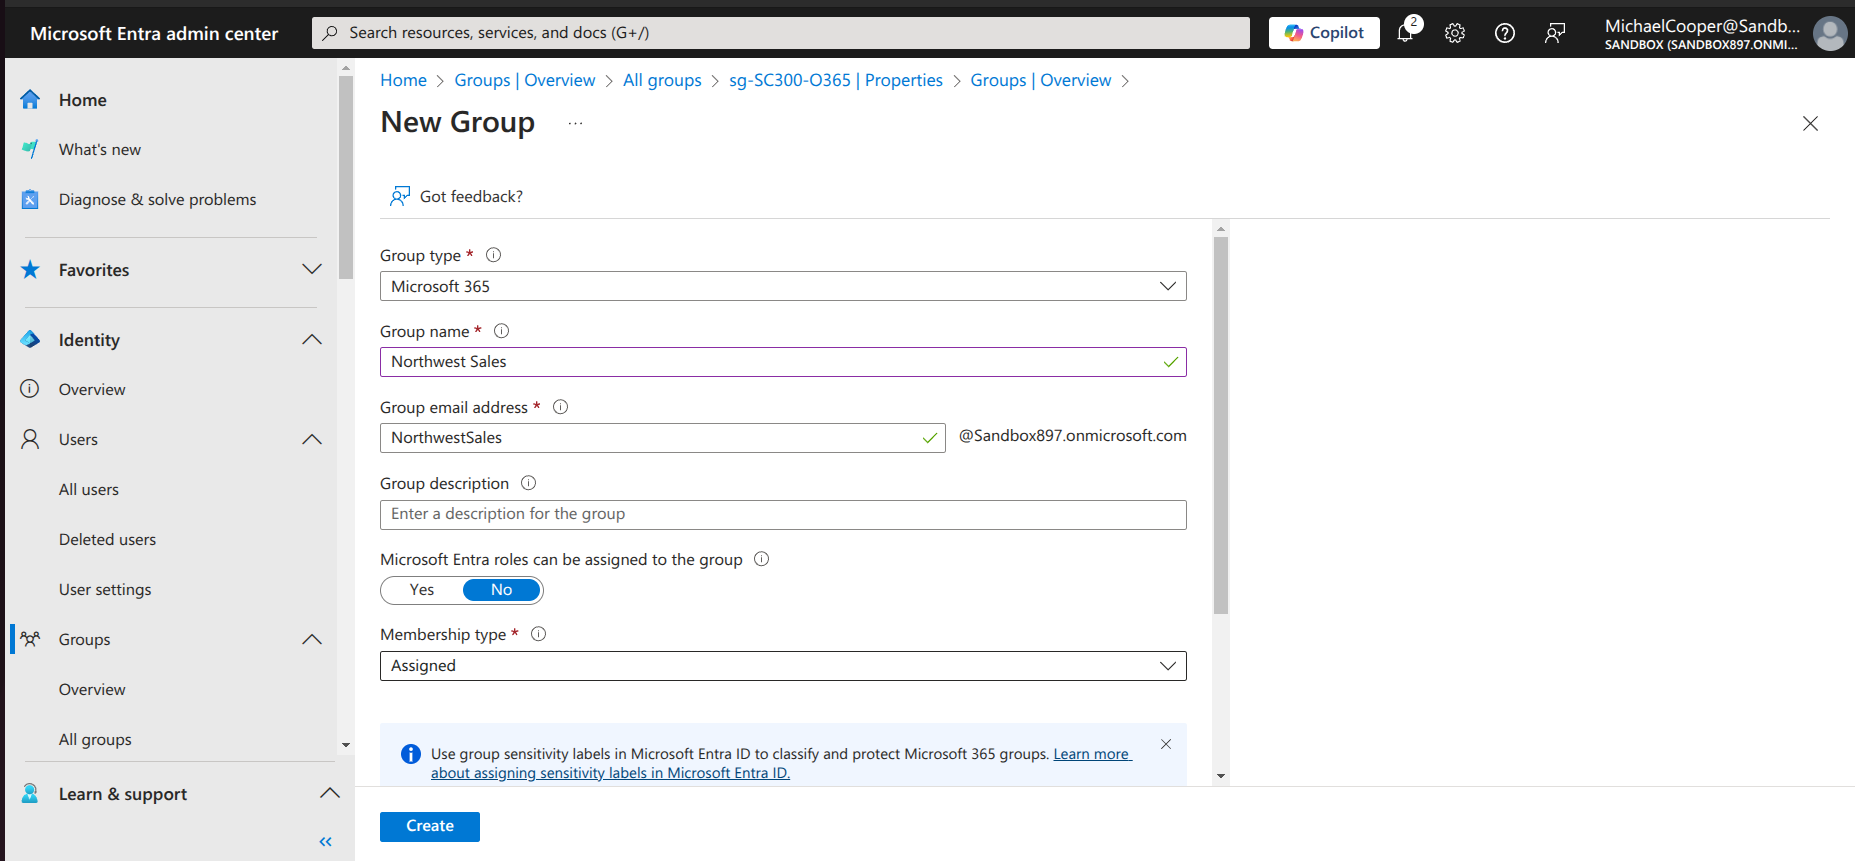 Microsoft Entra admin center
Search resources, services, and docs (G+/)
Copilot
2
MichaelCooper@Sandb...
SANDBOX (SANDBOX897.ONMI...
Home
What's new
Diagnose & solve problems
Favorites
Identity
Overview
Users
All users
Deleted users
User settings
Groups
Overview
All groups
Learn & support
«
Home > Groups | Overview > All groups > sg-SC300-O365 | Properties > Groups | Overview >
New Group ...
Got feedback?
Group type *
Microsoft 365
Group name *
Northwest Sales
Group email address *
NorthwestSales @Sandbox897.onmicrosoft.com
Group description
Enter a description for the group
Microsoft Entra roles can be assigned to the group
Yes No
Membership type *
Assigned
Use group sensitivity labels in Microsoft Entra ID to classify and protect Microsoft 365 groups. Learn more
about assigning sensitivity labels in Microsoft Entra ID.
Create